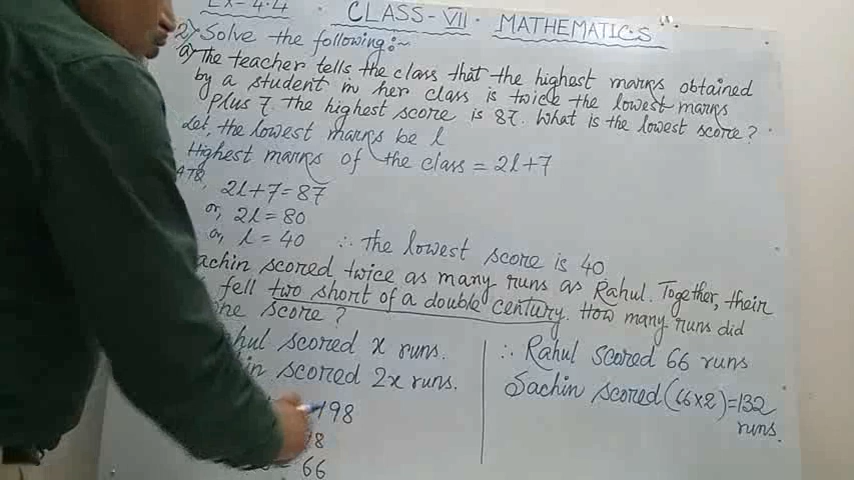 Ex-4.4 CLASS-VII. MATHEMATICS
2) Solve the following:~
a) The teacher tells the class that the highest marks obtained
by a student in her class is twice the lowest marks
plus 7. The highest score is 87. What is the lowest score?
Let, the lowest marks be l
Highest marks of the class = 2l+7
ATQ,
2l+7=87
or, 2l = 80
or, l = 40 ∴ The lowest score is 40
achin scored twice as many runs as Rahul. Together, their
fell two short of a double century. How many runs did
he score?
ahul scored x runs.
in scored 2x runs.
198
98
66
∴ Rahul scored 66 runs
Sachin scored (66×2)=132
runs.